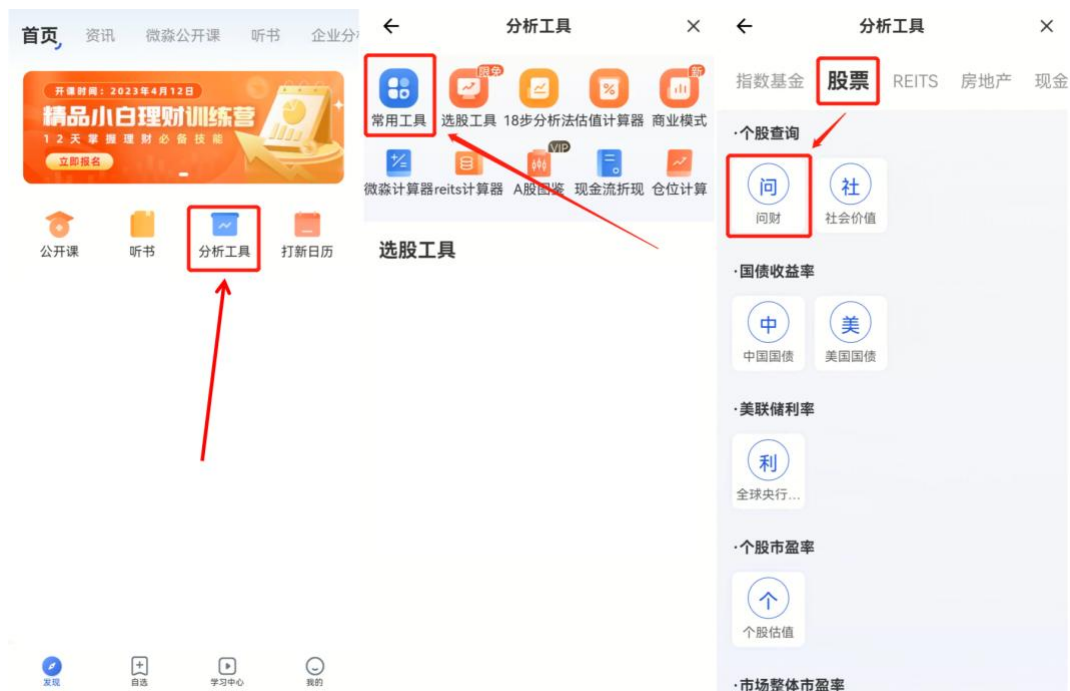 首页 资讯 微淼公开课 听书 企业分
开课时间：2023年4月12日
精品小白理财训练营
12天掌握理财必备技能
立即报名
公开课 听书 分析工具 打新日历
发现 自选 学习中心 我的
分析工具
限免 新
常用工具 选股工具 18步分析法 估值计算器 商业模式
VIP
微淼计算器 reits计算器 A股图鉴 现金流折现 仓位计算
选股工具
分析工具
指数基金 股票 REITS 房地产 现金
·个股查询
问 社
问财 社会价值
·国债收益率
中 美
中国国债 美国国债
·美联储利率
利
全球央行...
·个股市盈率
个
个股估值
·市场整体市盈率